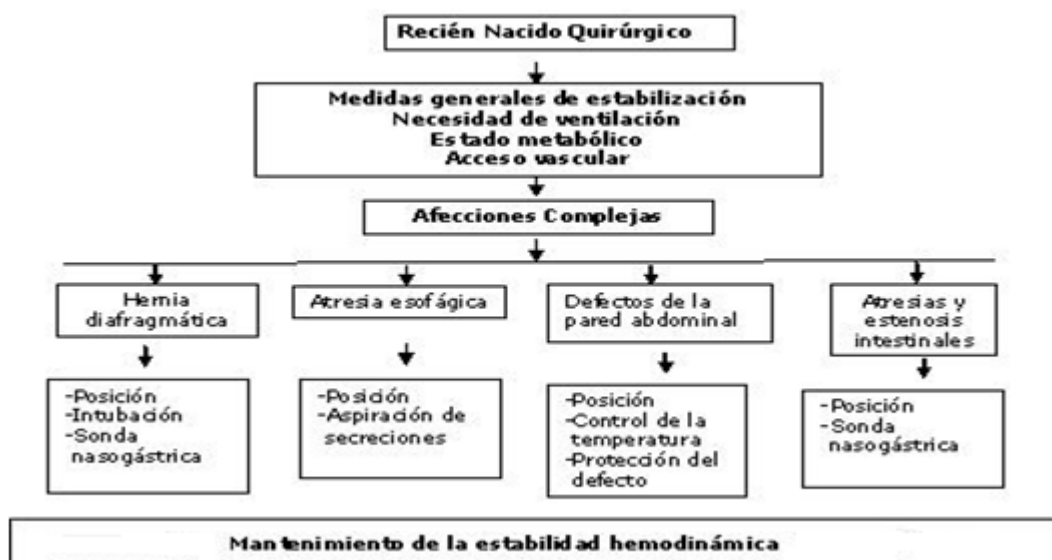 Recién Nacido Quirúrgico
Medidas generales de estabilización
Necesidad de ventilación
Estado metabólico
Acceso vascular
Afecciones Complejas
Hernia
diafragmática
-Posición
-Intubación
-Sonda
nasogástrica
Atresia esofágica
-Posición
-Aspiración de
secreciones
Defectos de la
pared abdominal
-Posición
-Control de la
temperatura
-Protección del
defecto
Atresias y
estenosis
intestinales
-Posición
-Sonda
nasogástrica
Mantenimiento de la estabilidad hemodinámica